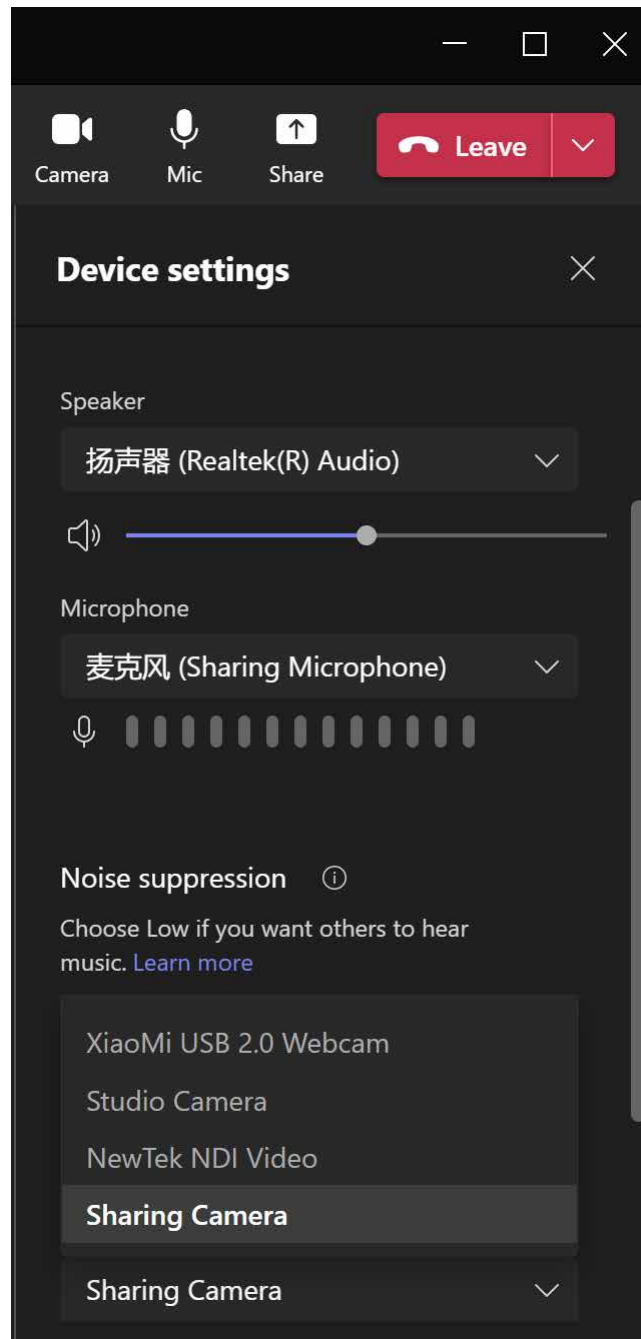 Camera
Mic
Share
Leave
Device settings
Speaker
扬声器 (Realtek(R) Audio)
Microphone
麦克风 (Sharing Microphone)
Noise suppression
Choose Low if you want others to hear
music. Learn more
XiaoMi USB 2.0 Webcam
Studio Camera
NewTek NDI Video
Sharing Camera
Sharing Camera